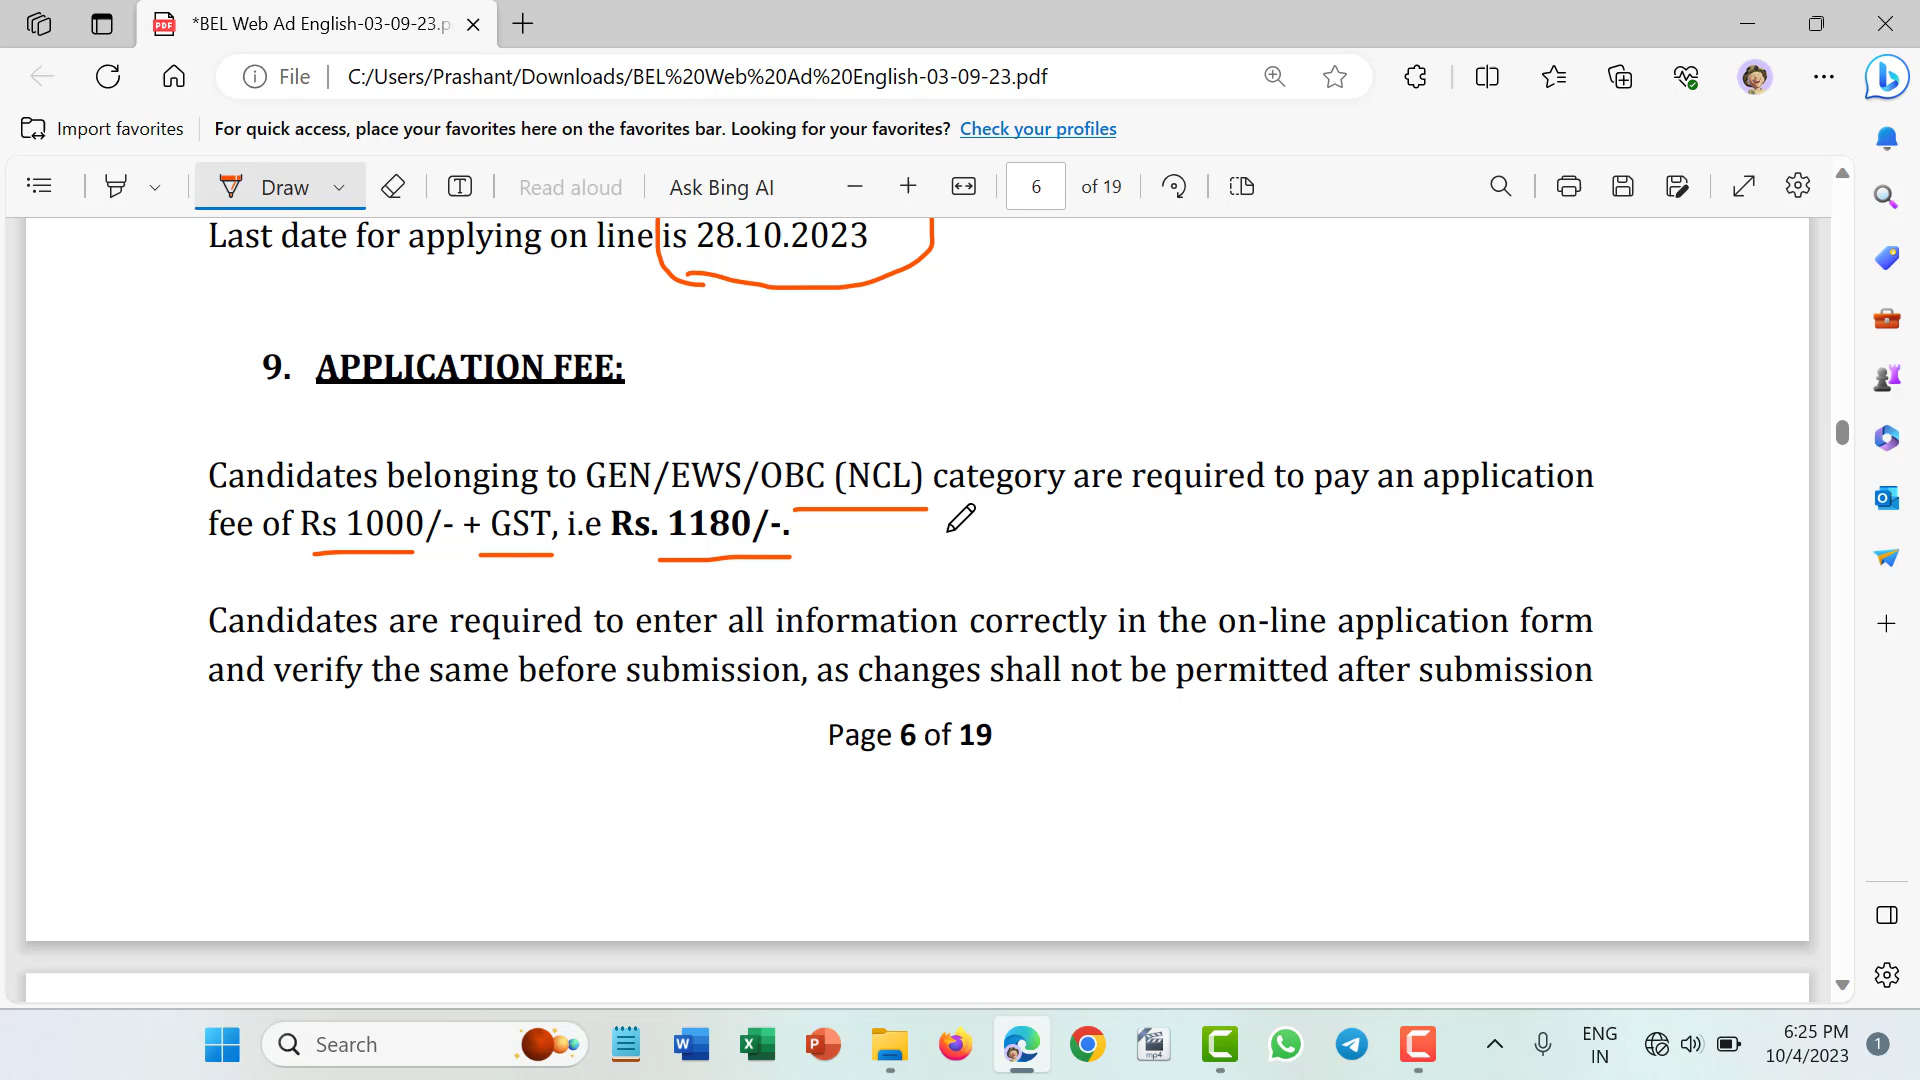 *BEL Web Ad English-03-09-23.p
File
C:/Users/Prashant/Downloads/BEL%20Web%20Ad%20English-03-09-23.pdf
Import favorites
For quick access, place your favorites here on the favorites bar. Looking for your favorites? Check your profiles
Draw
Read aloud
Ask Bing AI
6
of 19
Last date for applying on line is 28.10.2023
9. APPLICATION FEE:
Candidates belonging to GEN/EWS/OBC (NCL) category are required to pay an application
fee of Rs 1000/- + GST, i.e Rs. 1180/-.
Candidates are required to enter all information correctly in the on-line application form
and verify the same before submission, as changes shall not be permitted after submission
Page 6 of 19
Search
mp4
ENG
IN
6:25 PM
10/4/2023
1